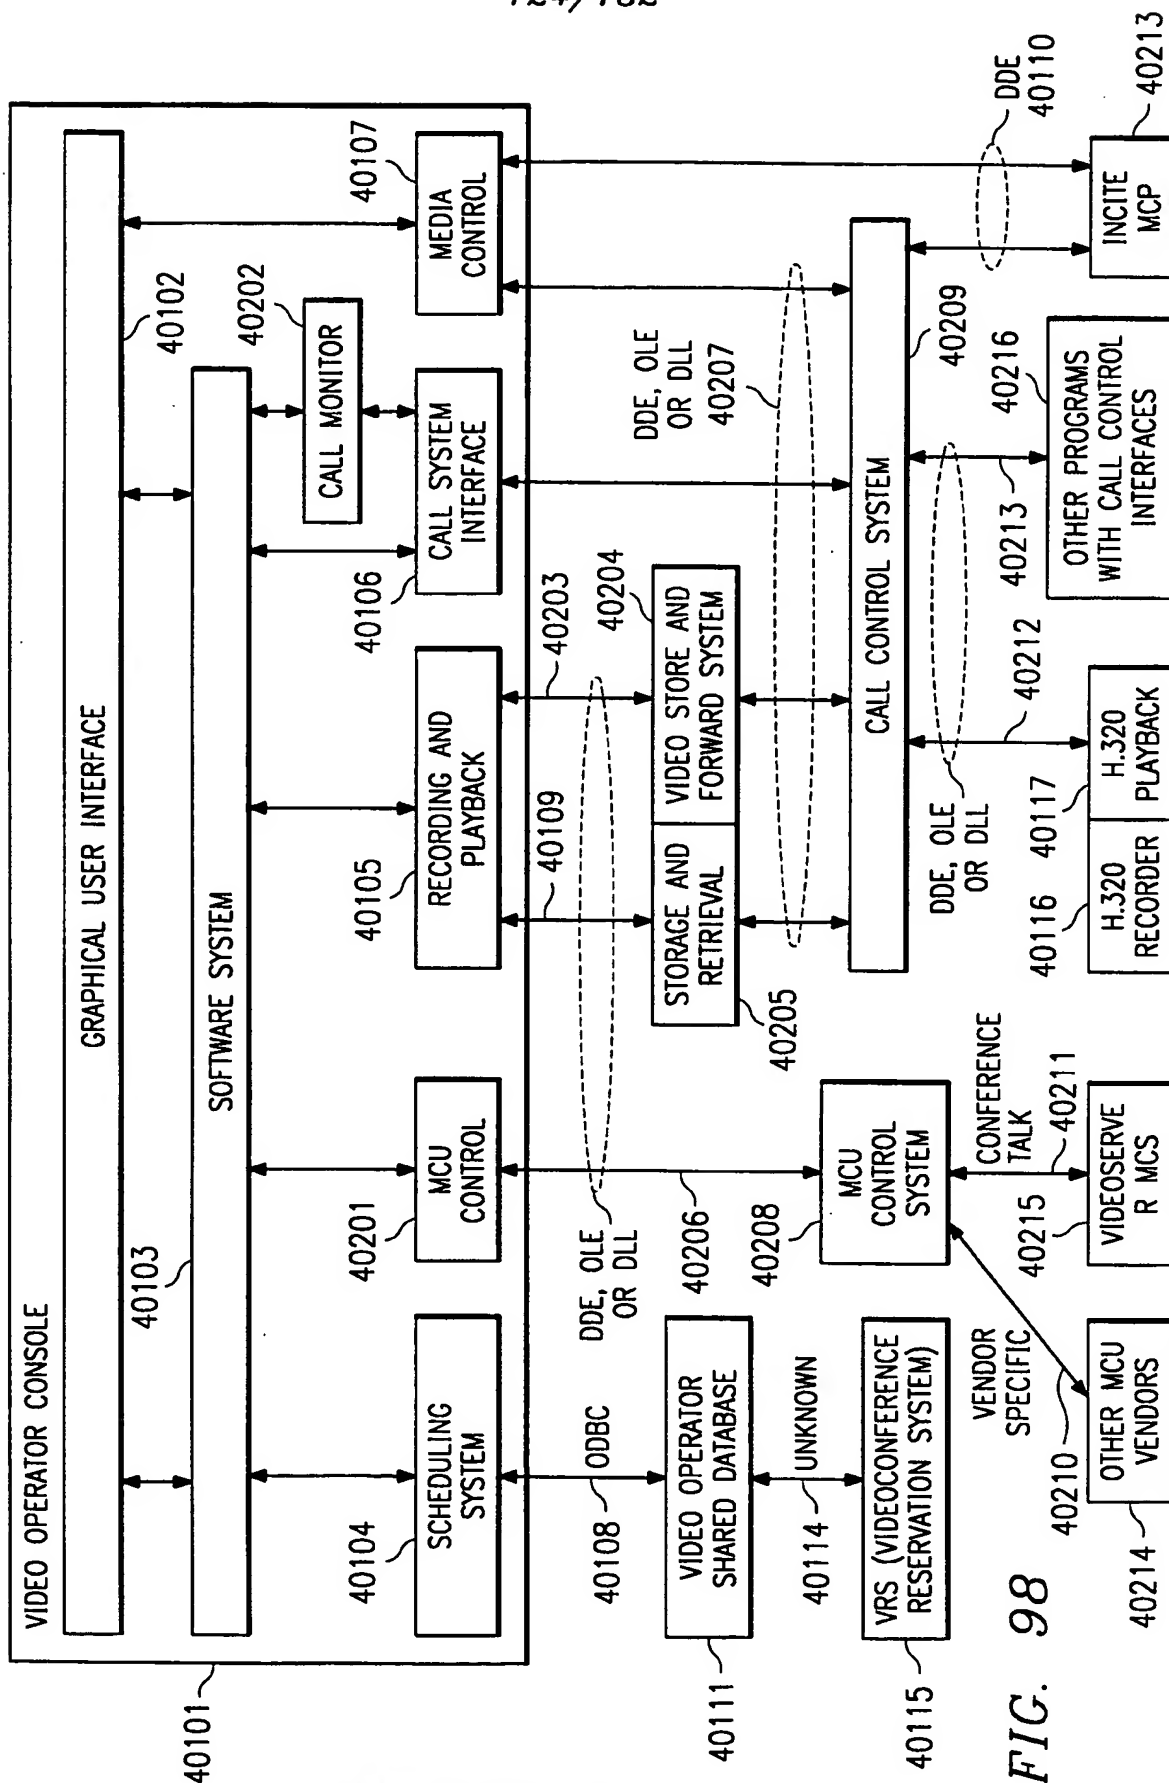 VIDEO OPERATOR CONSOLE
40101
GRAPHICAL USER INTERFACE
40102
40103
SOFTWARE SYSTEM
CALL MONITOR
40202
40104
SCHEDULING
SYSTEM
40201
MCU
CONTROL
40105
RECORDING AND
PLAYBACK
40106
CALL SYSTEM
INTERFACE
MEDIA
CONTROL
40107
40108
ODBC
DDE, OLE
OR DLL
40109
40203
40206
40111
VIDEO OPERATOR
SHARED DATABASE
STORAGE AND
RETRIEVAL
40205
VIDEO STORE AND
FORWARD SYSTEM
40204
DDE, OLE
OR DLL
40207
40114
UNKNOWN
40115
VRS (VIDEOCONFERENCE
RESERVATION SYSTEM)
40208
MCU
CONTROL
SYSTEM
CALL CONTROL SYSTEM
40209
VENDOR
SPECIFIC
40210
CONFERENCE
TALK
40211
DDE, OLE
OR DLL
40212
40213
DDE
40110
40214
OTHER MCU
VENDORS
40215
VIDEOSERVE
R MCS
40116
H.320
RECORDER
40117
H.320
PLAYBACK
OTHER PROGRAMS
WITH CALL CONTROL
INTERFACES
40216
INCITE
MCP
40213
FIG. 98